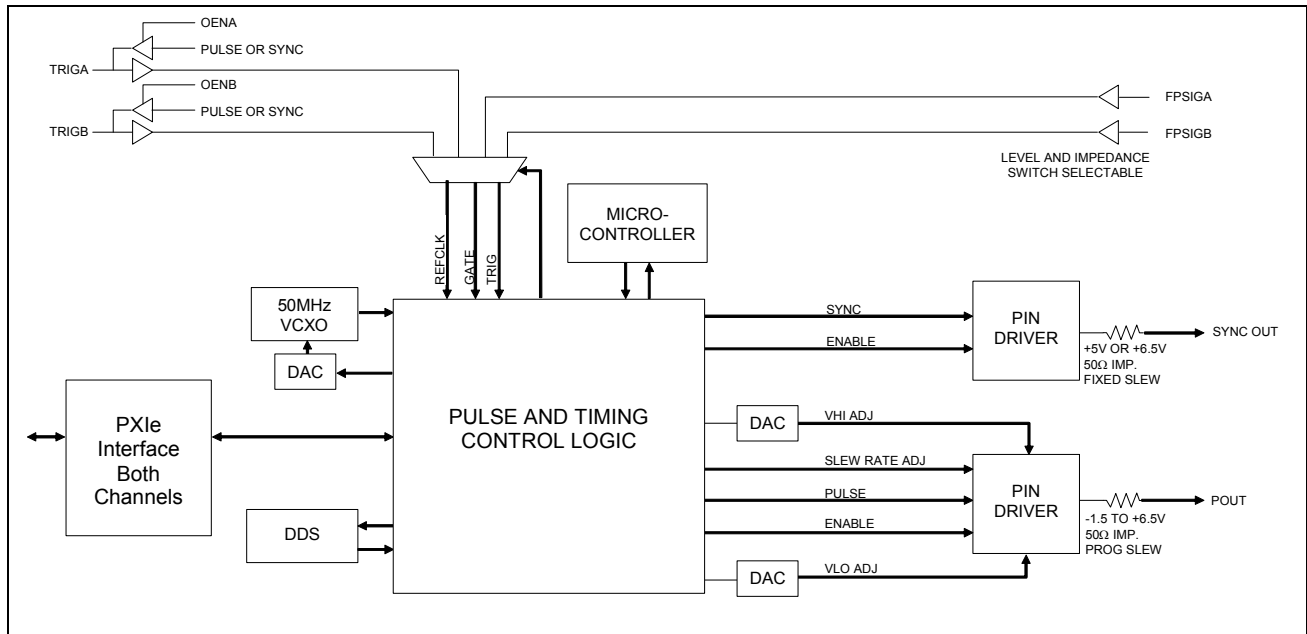 OENA
PULSE OR SYNC
TRIGA
OENB
PULSE OR SYNC
TRIGB
FPSIGA
FPSIGB
LEVEL AND IMPEDANCE
SWITCH SELECTABLE
REFCLK
GATE
TRIG
MICRO-
CONTROLLER
50MHz
VCXO
DAC
PXIe
Interface
Both
Channels
DDS
PULSE AND TIMING
CONTROL LOGIC
SYNC
ENABLE
PIN
DRIVER
+5V OR +6.5V
50Ω IMP.
FIXED SLEW
SYNC OUT
DAC
VHI ADJ
SLEW RATE ADJ
PULSE
ENABLE
PIN
DRIVER
-1.5 TO +6.5V
50Ω IMP.
PROG SLEW
POUT
DAC
VLO ADJ